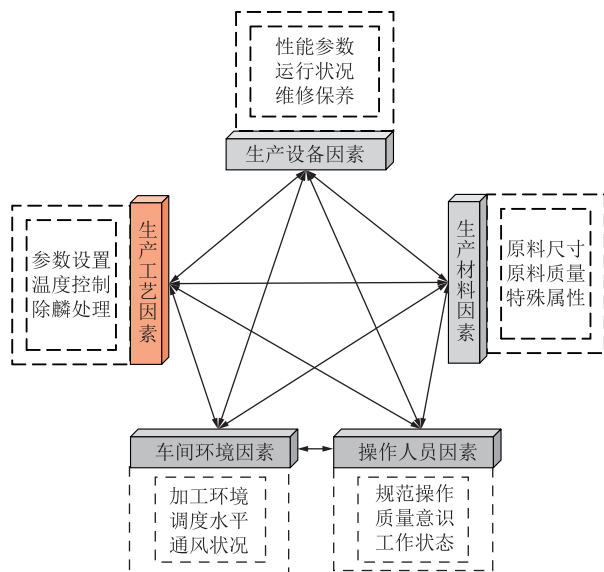 性能参数
运行状况
维修保养
生产设备因素
生产工艺因素
参数设置
温度控制
除麟处理
生产材料因素
原料尺寸
原料质量
特殊属性
车间环境因素
加工环境
调度水平
通风状况
操作人员因素
规范操作
质量意识
工作状态